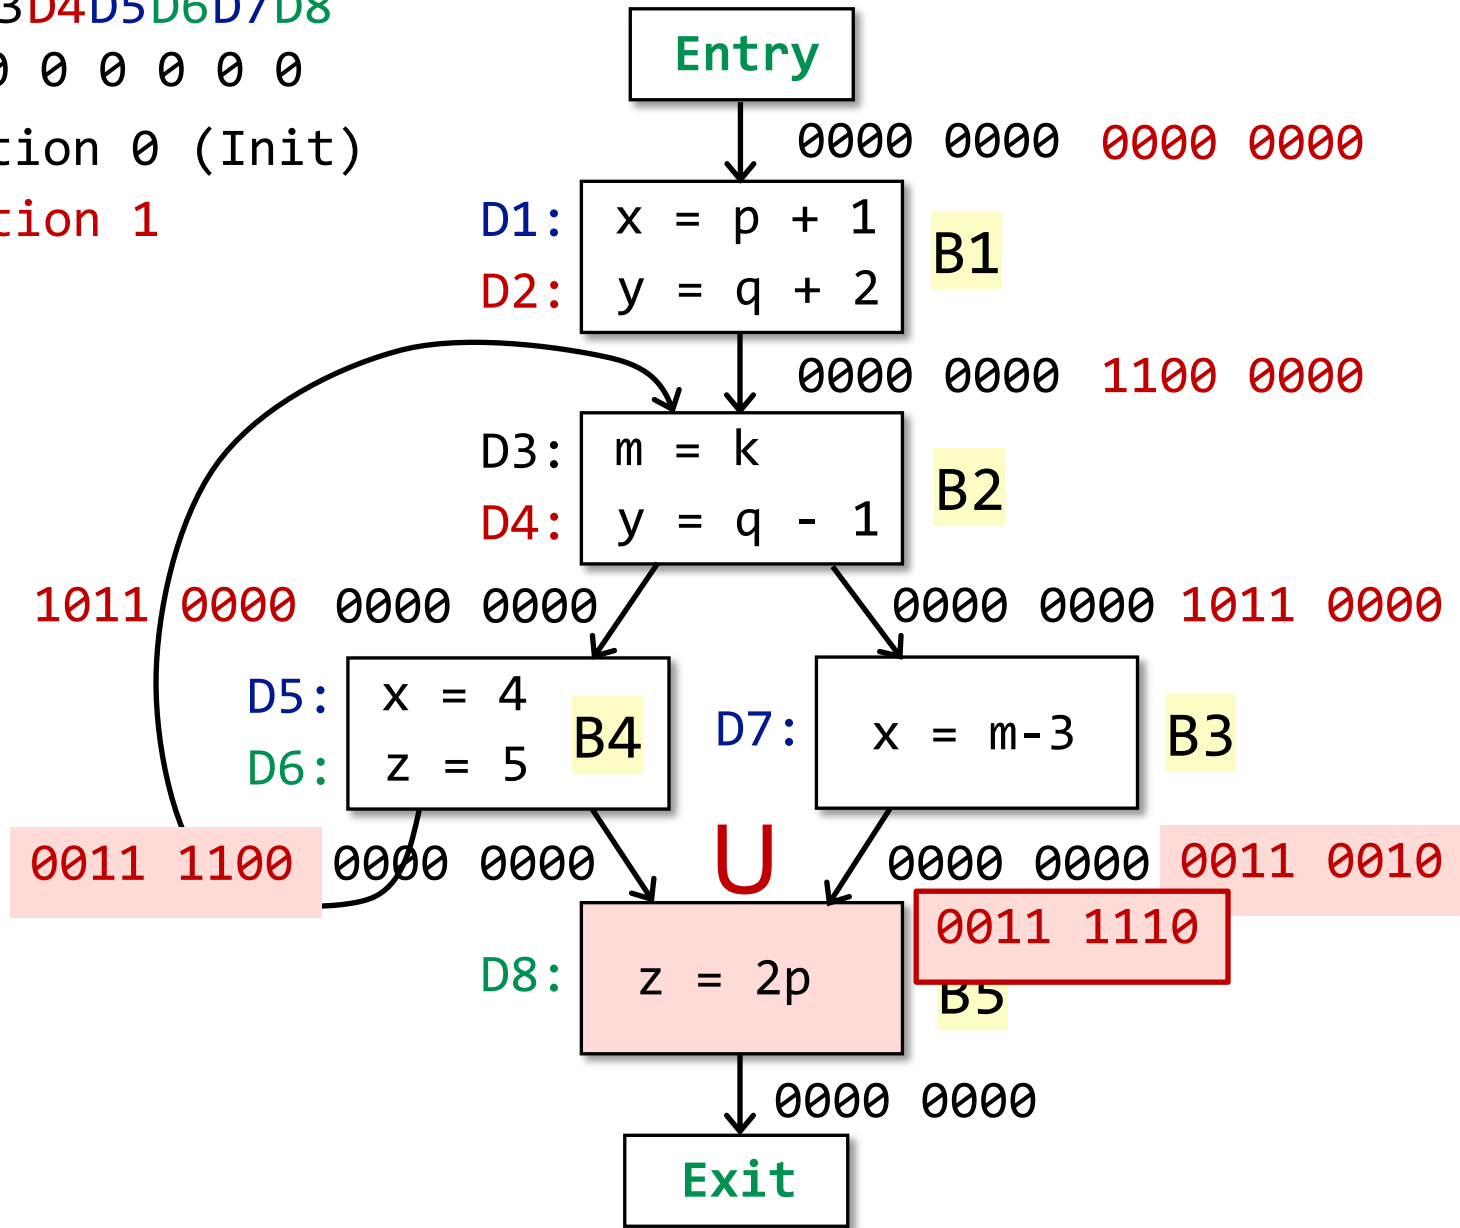 3D4D5D6D7D8
0 0 0 0 0 0
Entry
tion 0 (Init)
0000 0000 0000 0000
tion 1
D1: x = p + 1
B1
D2: y = q + 2
0000 0000 1100 0000
D3: m = k
B2
D4: y = q - 1
1011 0000 0000 0000
0000 0000 1011 0000
D5: x = 4
D6: z = 5
B4
D7: x = m-3
B3
U
0011 1100 0000 0000
0000 0000 0011 0010
0011 1110
D8: z = 2p
B5
0000 0000
Exit